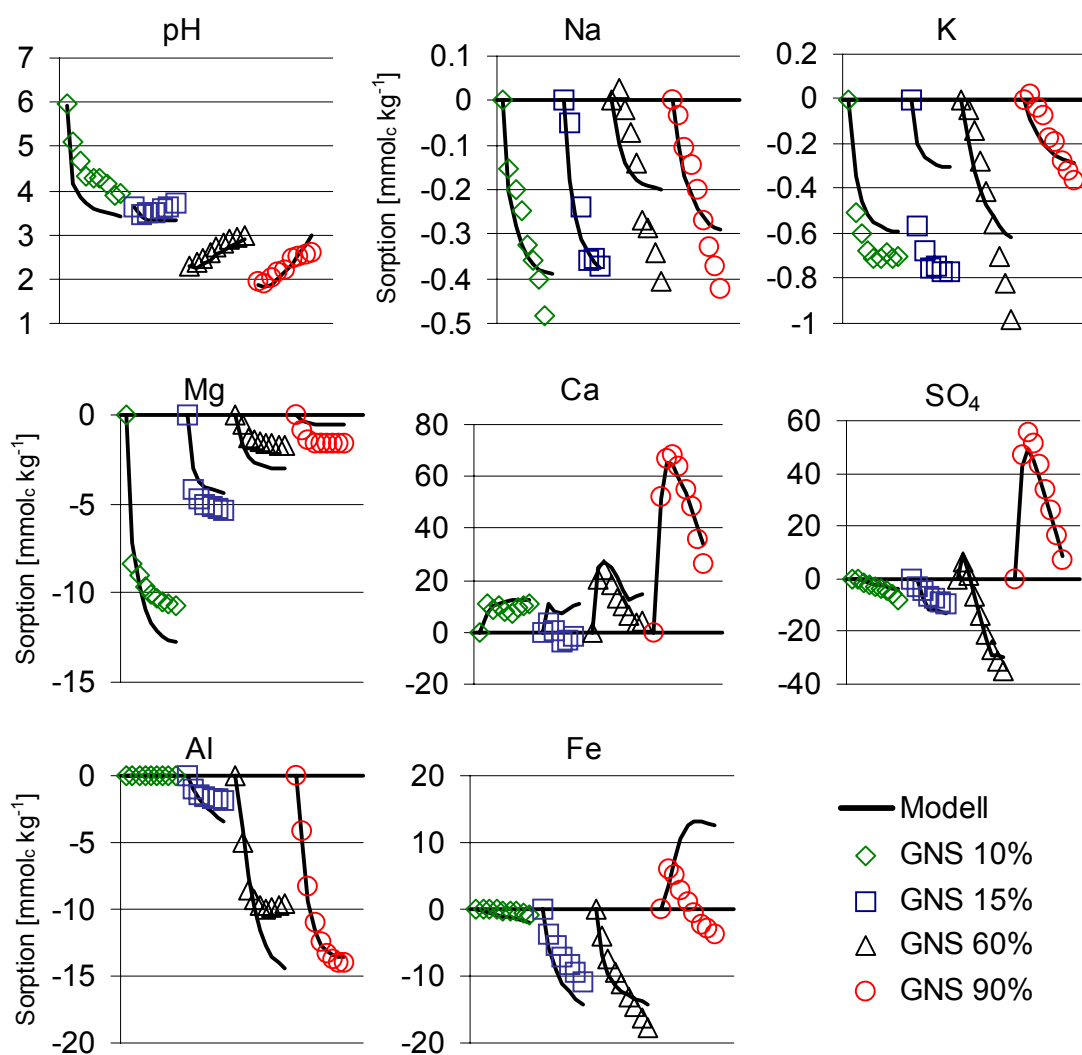 pH
7
6
5
4
3
2
1
Na
Sorption [mmolc kg-1]
0.1
0
-0.1
-0.2
-0.3
-0.4
-0.5
K
0.2
0
-0.2
-0.4
-0.6
-0.8
-1
Mg
Sorption [mmolc kg-1]
0
-5
-10
-15
Ca
80
60
40
20
0
-20
SO4
60
40
20
0
-20
-40
Al
Sorption [mmolc kg-1]
0
-5
-10
-15
-20
Fe
20
10
0
-10
-20
Modell
GNS 10%
GNS 15%
GNS 60%
GNS 90%